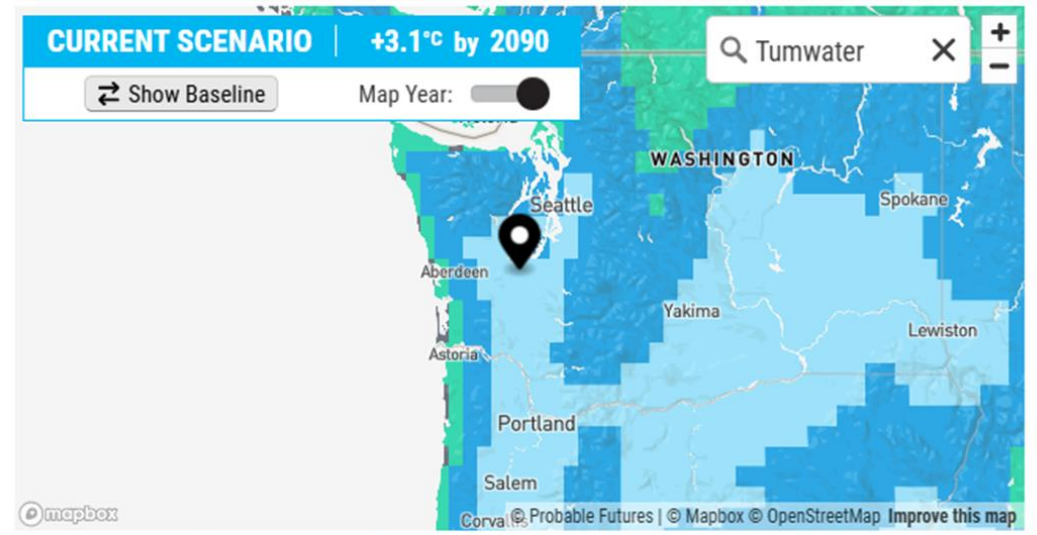 CURRENT SCENARIO | +3.1°C by 2090
Tumwater
+
Show Baseline
Map Year:
−
WASHINGTON
Spokane
Seattle
Aberdeen
Yakima
Lewiston
Astoria
Portland
Salem
mapbox
Corvallis
© Probable Futures | © Mapbox © OpenStreetMap Improve this map